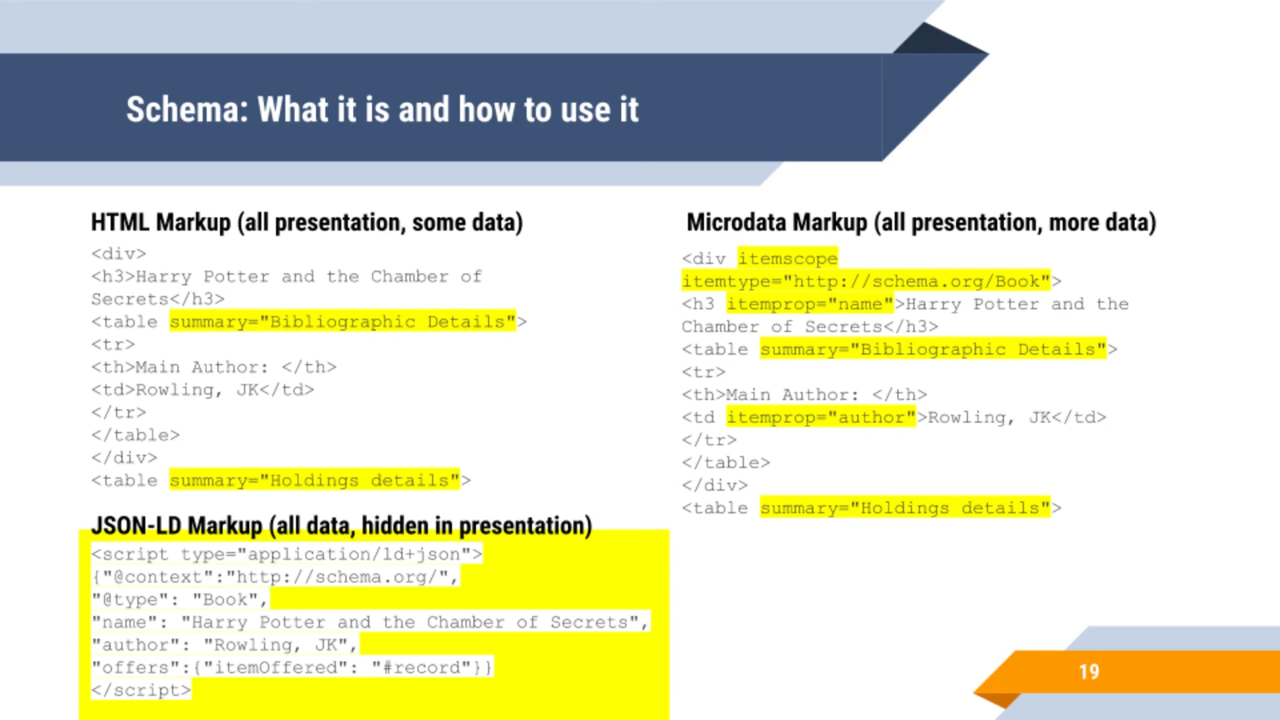 Schema: What it is and how to use it
HTML Markup (all presentation, some data)
<div>
<h3>Harry Potter and the Chamber of
Secrets</h3>
<table summary="Bibliographic Details">
<tr>
<th>Main Author: </th>
<td>Rowling, JK</td>
</tr>
</table>
</div>
<table summary="Holdings details">
JSON-LD Markup (all data, hidden in presentation)
<script type="application/ld+json">
{"@context":"http://schema.org/",
"@type": "Book",
"name": "Harry Potter and the Chamber of Secrets",
"author": "Rowling, JK",
"offers":{"itemOffered": "#record"}}
</script>
Microdata Markup (all presentation, more data)
<div itemscope
itemtype="http://schema.org/Book">
<h3 itemprop="name">Harry Potter and the
Chamber of Secrets</h3>
<table summary="Bibliographic Details">
<tr>
<th>Main Author: </th>
<td itemprop="author">Rowling, JK</td>
</tr>
</table>
</div>
<table summary="Holdings details">
19